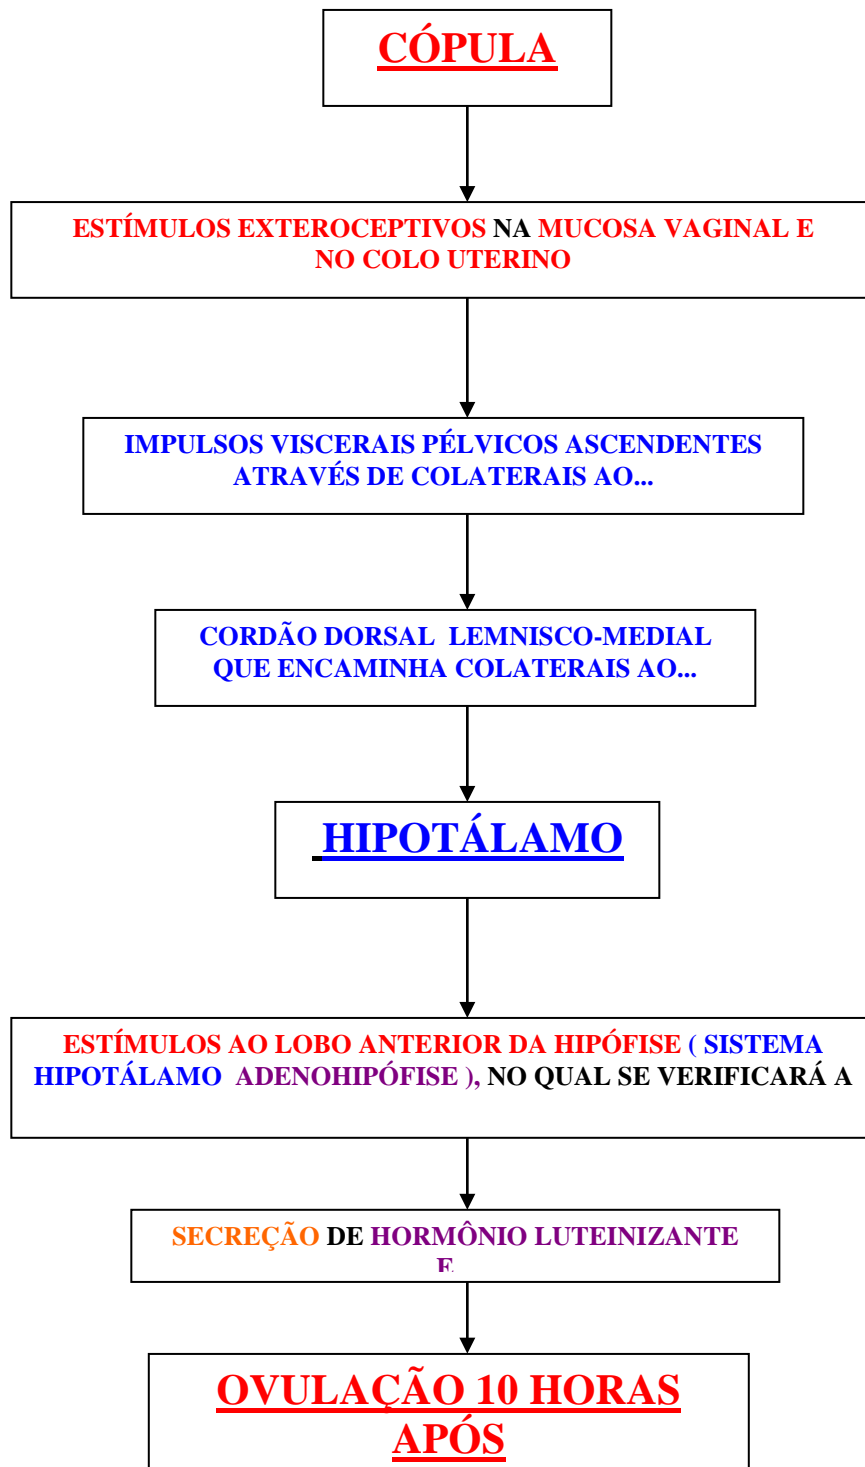 CÓPULA
ESTÍMULOS EXTEROCEPTIVOS NA MUCOSA VAGINAL E
NO COLO UTERINO
IMPULSOS VISCERAIS PÉLVICOS ASCENDENTES
ATRAVÉS DE COLATERAIS AO...
CORDÃO DORSAL LEMNISCO-MEDIAL
QUE ENCAMINHA COLATERAIS AO...
HIPOTÁLAMO
ESTÍMULOS AO LOBO ANTERIOR DA HIPÓFISE ( SISTEMA
HIPOTÁLAMO ADENOHIPÓFISE ), NO QUAL SE VERIFICARÁ A
SECREÇÃO DE HORMÔNIO LUTEINIZANTE
E
OVULAÇÃO 10 HORAS
APÓS